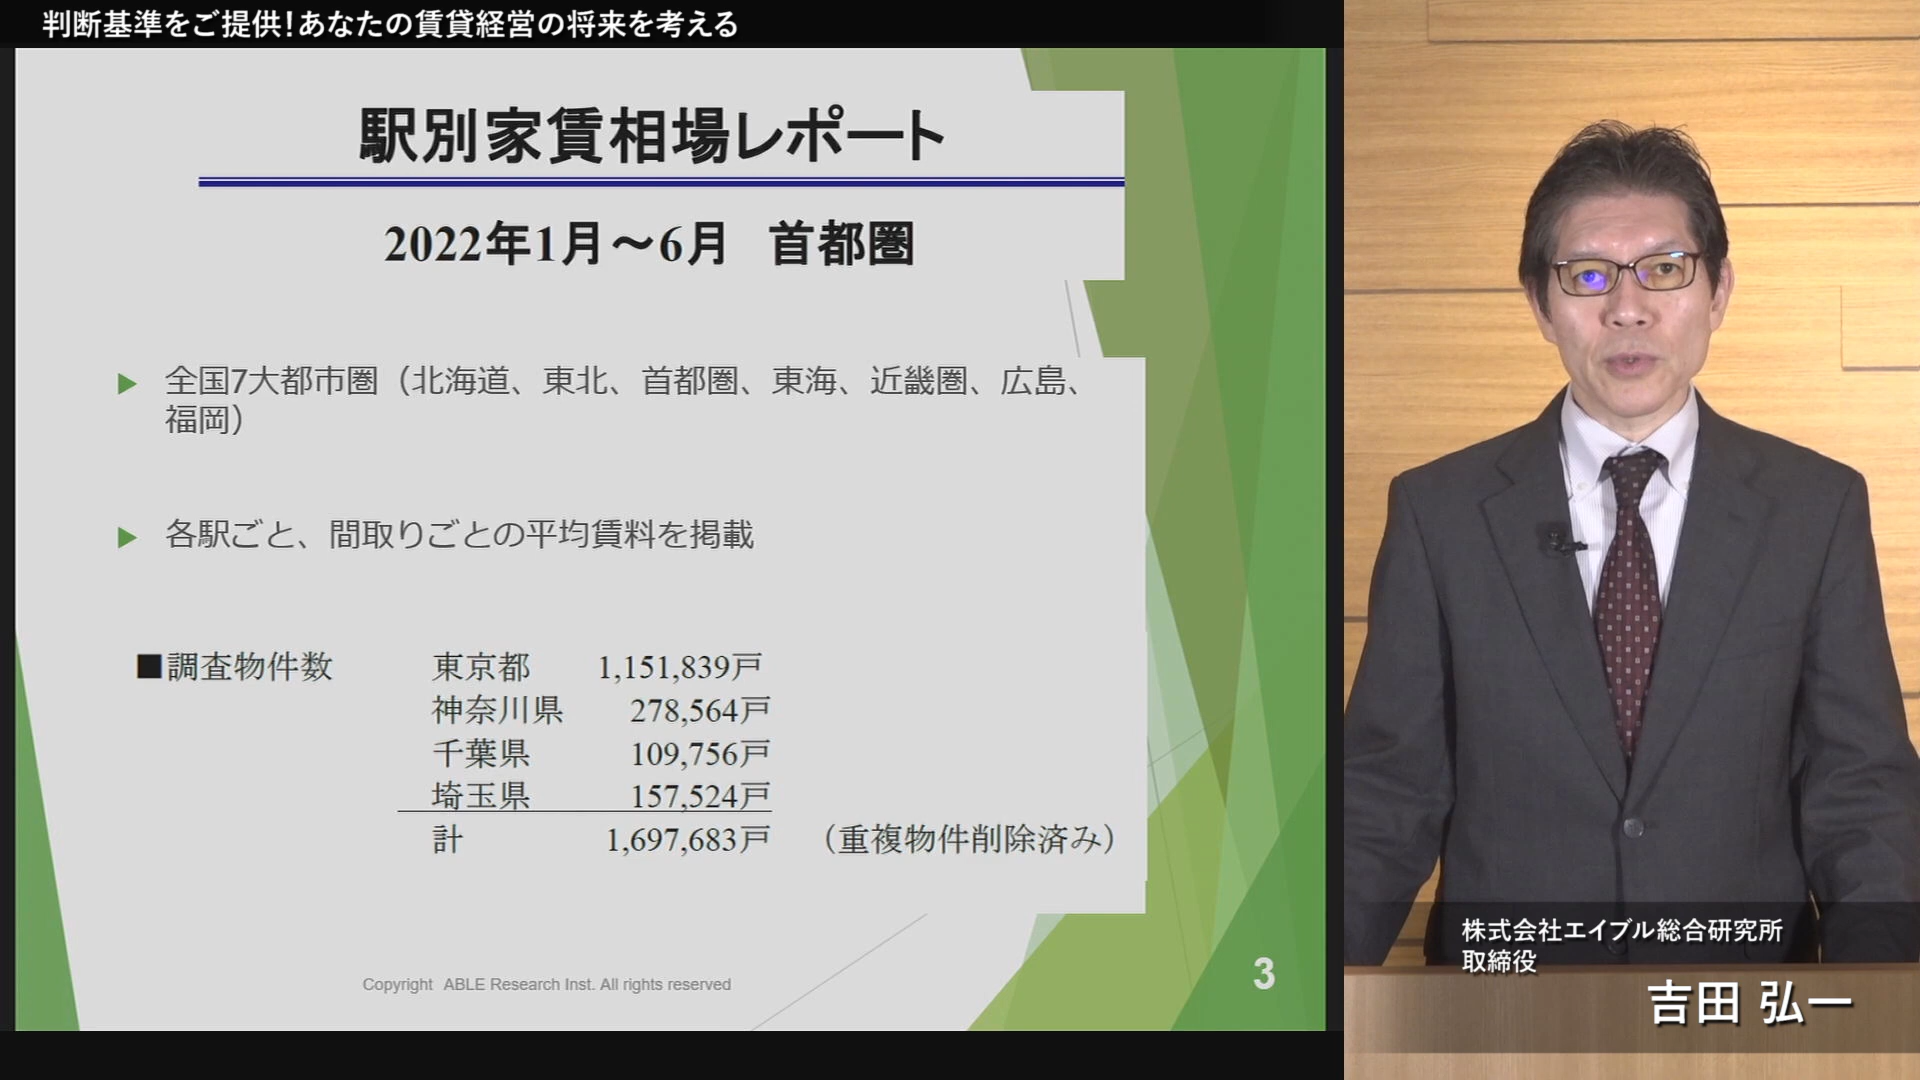 判断基準をご提供！あなたの賃貸経営の将来を考える
駅別家賃相場レポート
2022年1月～6月　首都圏
全国7大都市圏（北海道、東北、首都圏、東海、近畿圏、広島、
福岡）
各駅ごと、間取りごとの平均賃料を掲載
■調査物件数　東京都　1,151,839戸
神奈川県　278,564戸
千葉県　109,756戸
埼玉県　157,524戸
計　1,697,683戸　（重複物件削除済み）
Copyright ABLE Research Inst. All rights reserved
3
株式会社エイブル総合研究所
取締役
吉田 弘一